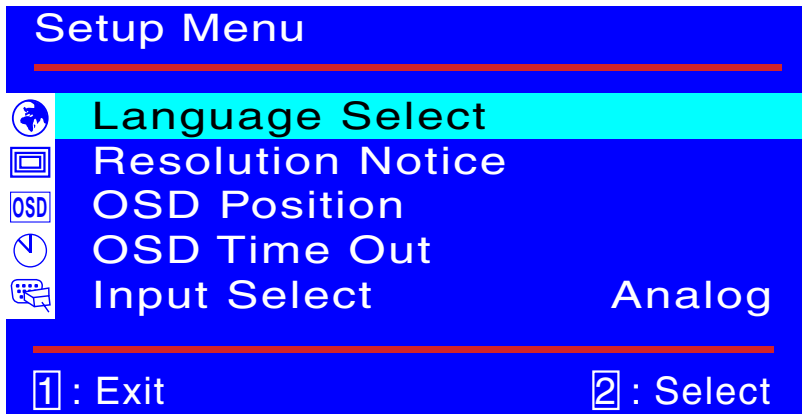 Setup Menu
Language Select
Resolution Notice
OSD OSD Position
OSD Time Out
Input Select Analog
1 : Exit 2 : Select